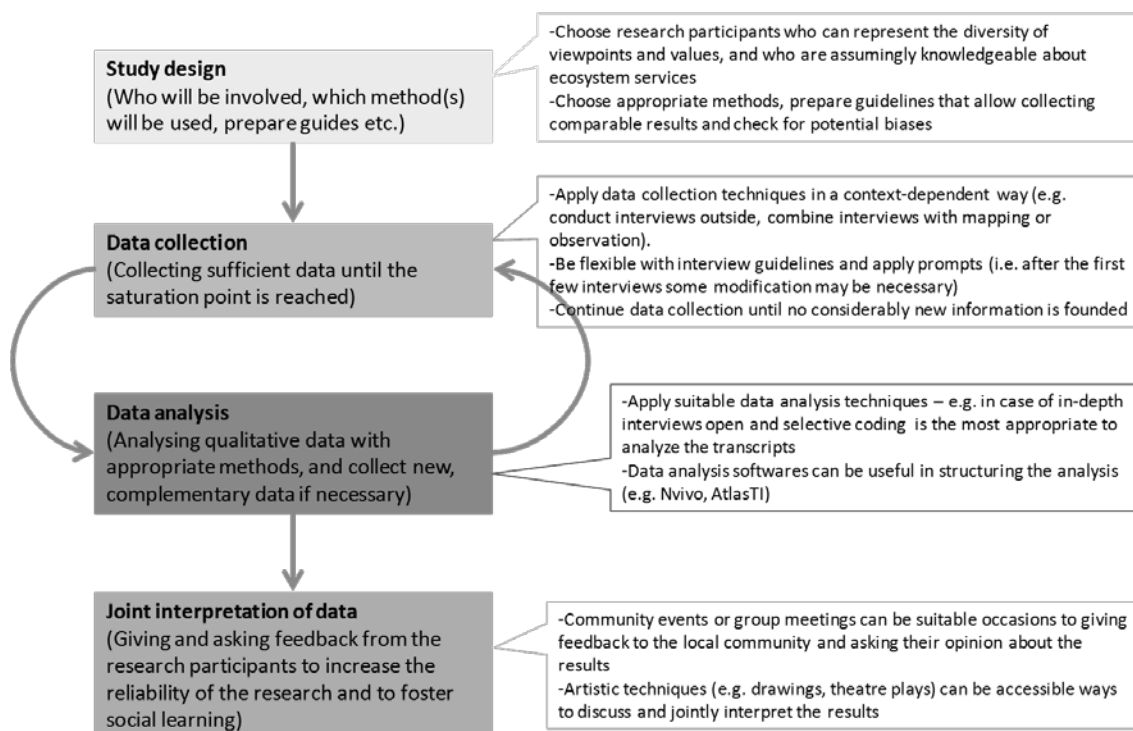 Study design
(Who will be involved, which method(s)
will be used, prepare guides etc.)
-Choose research participants who can represent the diversity of
viewpoints and values, and who are assumingly knowledgeable about
ecosystem services
-Choose appropriate methods, prepare guidelines that allow collecting
comparable results and check for potential biases
Data collection
(Collecting sufficient data until the
saturation point is reached)
-Apply data collection techniques in a context-dependent way (e.g.
conduct interviews outside, combine interviews with mapping or
observation).
-Be flexible with interview guidelines and apply prompts (i.e. after the first
few interviews some modification may be necessary)
-Continue data collection until no considerably new information is founded
Data analysis
(Analysing qualitative data with
appropriate methods, and collect new,
complementary data if necessary)
-Apply suitable data analysis techniques – e.g. in case of in-depth
interviews open and selective coding is the most appropriate to
analyze the transcripts
-Data analysis softwares can be useful in structuring the analysis
(e.g. Nvivo, AtlasTI)
Joint interpretation of data
(Giving and asking feedback from the
research participants to increase the
reliability of the research and to foster
social learning)
-Community events or group meetings can be suitable occasions to giving
feedback to the local community and asking their opinion about the
results
-Artistic techniques (e.g. drawings, theatre plays) can be accessible ways
to discuss and jointly interpret the results